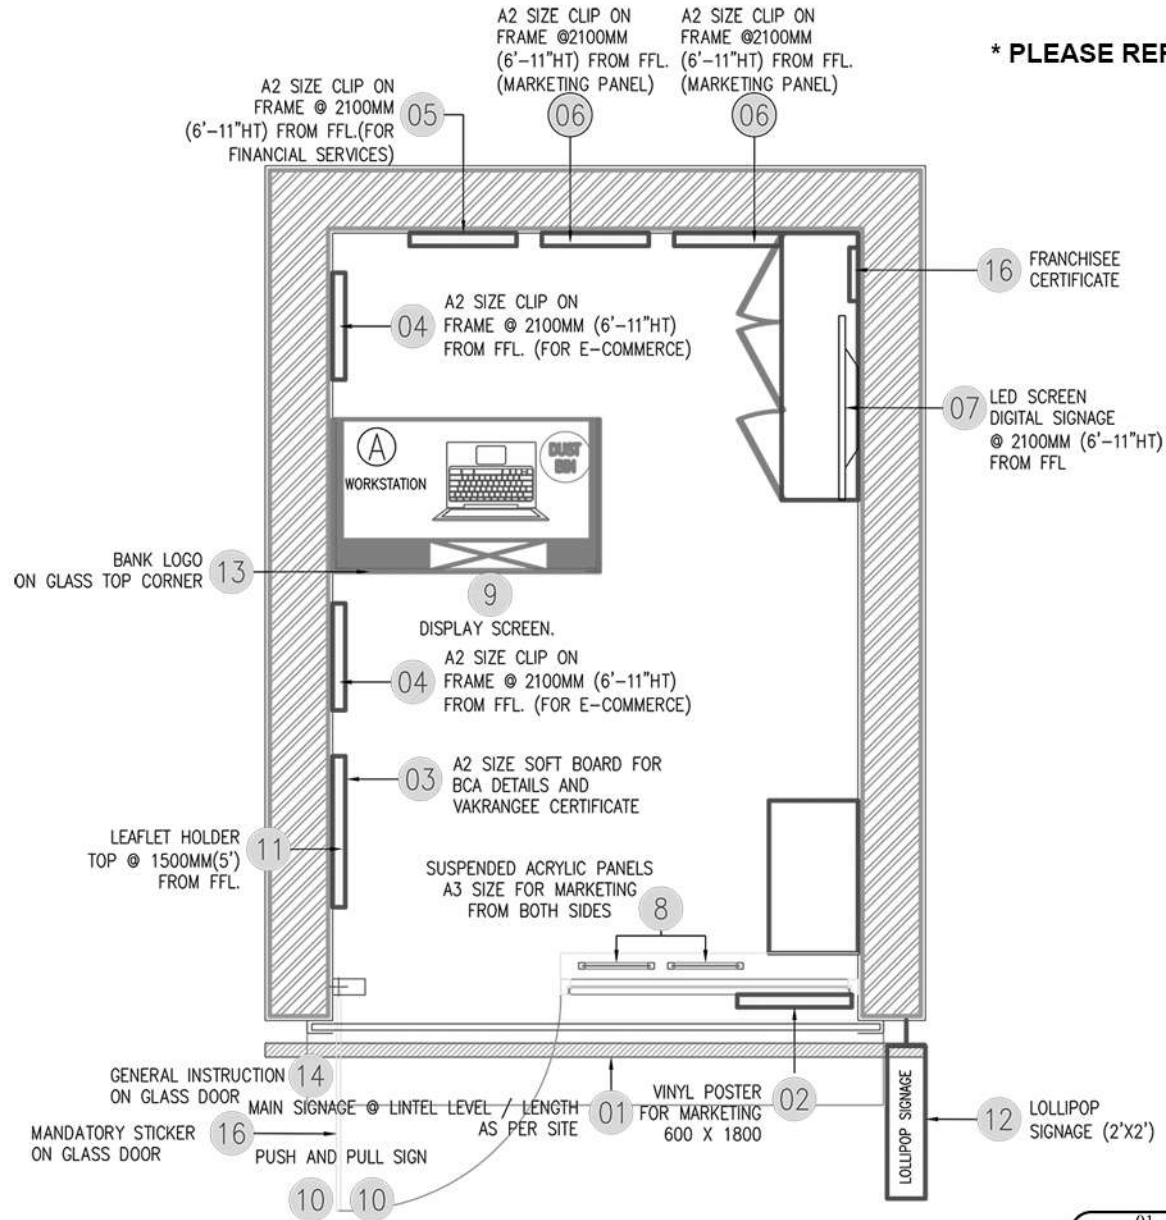 A2 SIZE CLIP ON
FRAME @2100MM
(6'-11"HT) FROM FFL.
(MARKETING PANEL)
06
A2 SIZE CLIP ON
FRAME @2100MM
(6'-11"HT) FROM FFL.
(MARKETING PANEL)
06
* PLEASE REF
A2 SIZE CLIP ON
FRAME @ 2100MM
(6'-11"HT) FROM FFL.(FOR
FINANCIAL SERVICES)
05
16
FRANCHISEE
CERTIFICATE
04
A2 SIZE CLIP ON
FRAME @ 2100MM (6'-11"HT)
FROM FFL. (FOR E-COMMERCE)
07
LED SCREEN
DIGITAL SIGNAGE
@ 2100MM (6'-11"HT)
FROM FFL
A
WORKSTATION
DUST
BIN
BANK LOGO
ON GLASS TOP CORNER
13
9
DISPLAY SCREEN.
04
A2 SIZE CLIP ON
FRAME @ 2100MM (6'-11"HT)
FROM FFL. (FOR E-COMMERCE)
03
A2 SIZE SOFT BOARD FOR
BCA DETAILS AND
VAKRANGEE CERTIFICATE
LEAFLET HOLDER
TOP @ 1500MM(5')
FROM FFL.
11
SUSPENDED ACRYLIC PANELS
A3 SIZE FOR MARKETING
FROM BOTH SIDES
8
GENERAL INSTRUCTION
ON GLASS DOOR
14
MAIN SIGNAGE @ LINTEL LEVEL / LENGTH
AS PER SITE
01
VINYL POSTER
FOR MARKETING
600 X 1800
02
LOLLIPOP SIGNAGE
12
LOLLIPOP
SIGNAGE (2'X2')
MANDATORY STICKER
ON GLASS DOOR
16
PUSH AND PULL SIGN
10
10
01